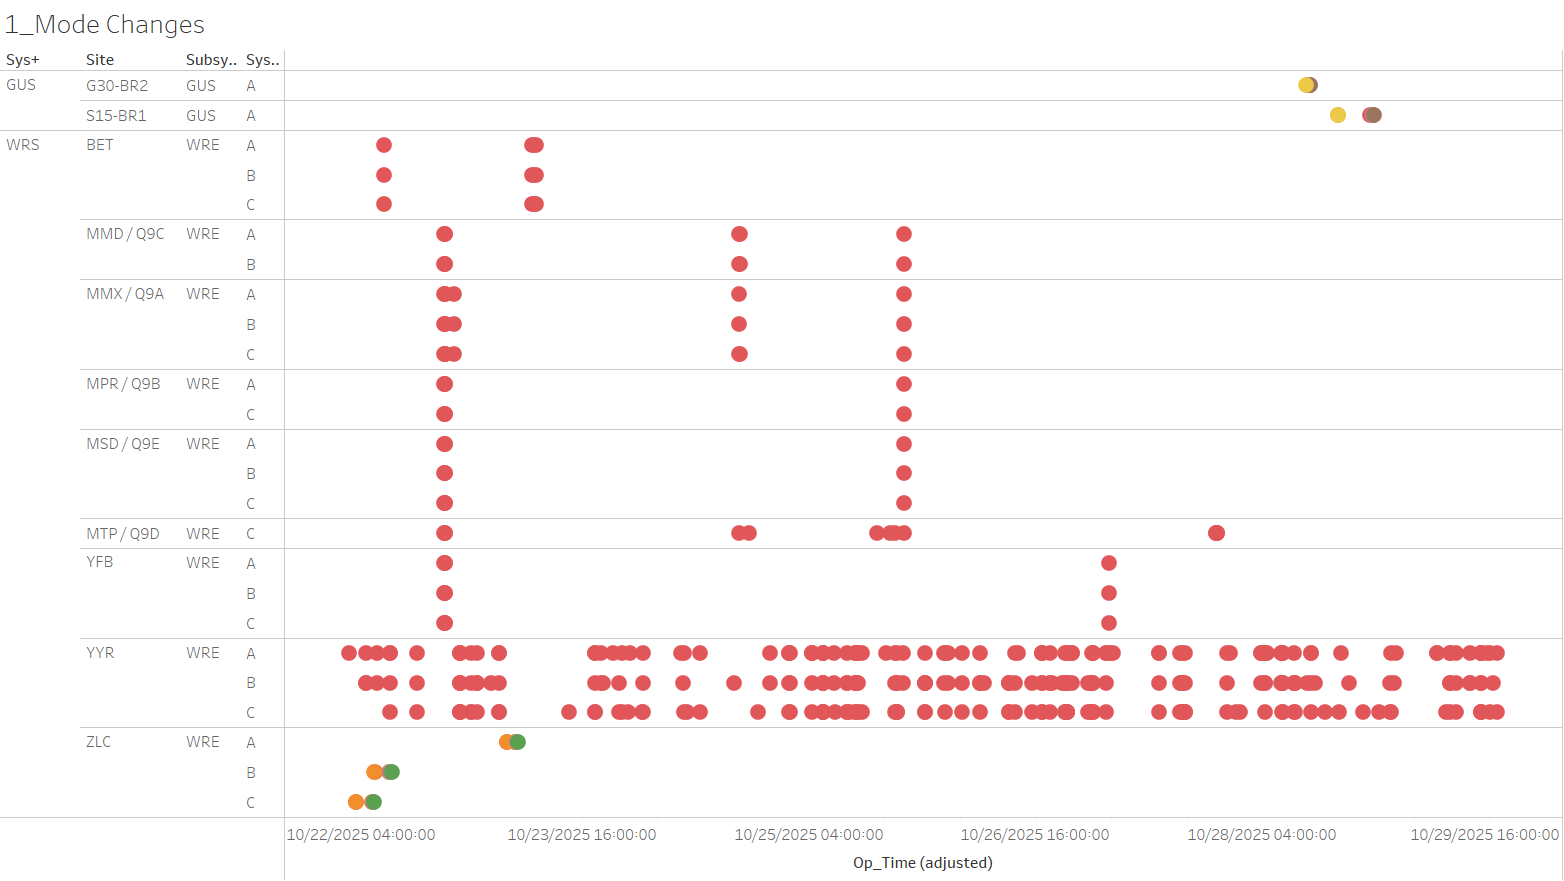 1_Mode Changes
Sys+ Site Subsy.. Sys..
GUS G30-BR2 GUS A
S15-BR1 GUS A
WRS BET WRE A
B
C
MMD / Q9C WRE A
B
MMX / Q9A WRE A
B
C
MPR / Q9B WRE A
C
MSD / Q9E WRE A
B
C
MTP / Q9D WRE C
YFB WRE A
B
C
YYR WRE A
B
C
ZLC WRE A
B
C
10/22/2025 04:00:00 10/23/2025 16:00:00 10/25/2025 04:00:00 10/26/2025 16:00:00 10/28/2025 04:00:00 10/29/2025 16:00:00
Op_Time (adjusted)